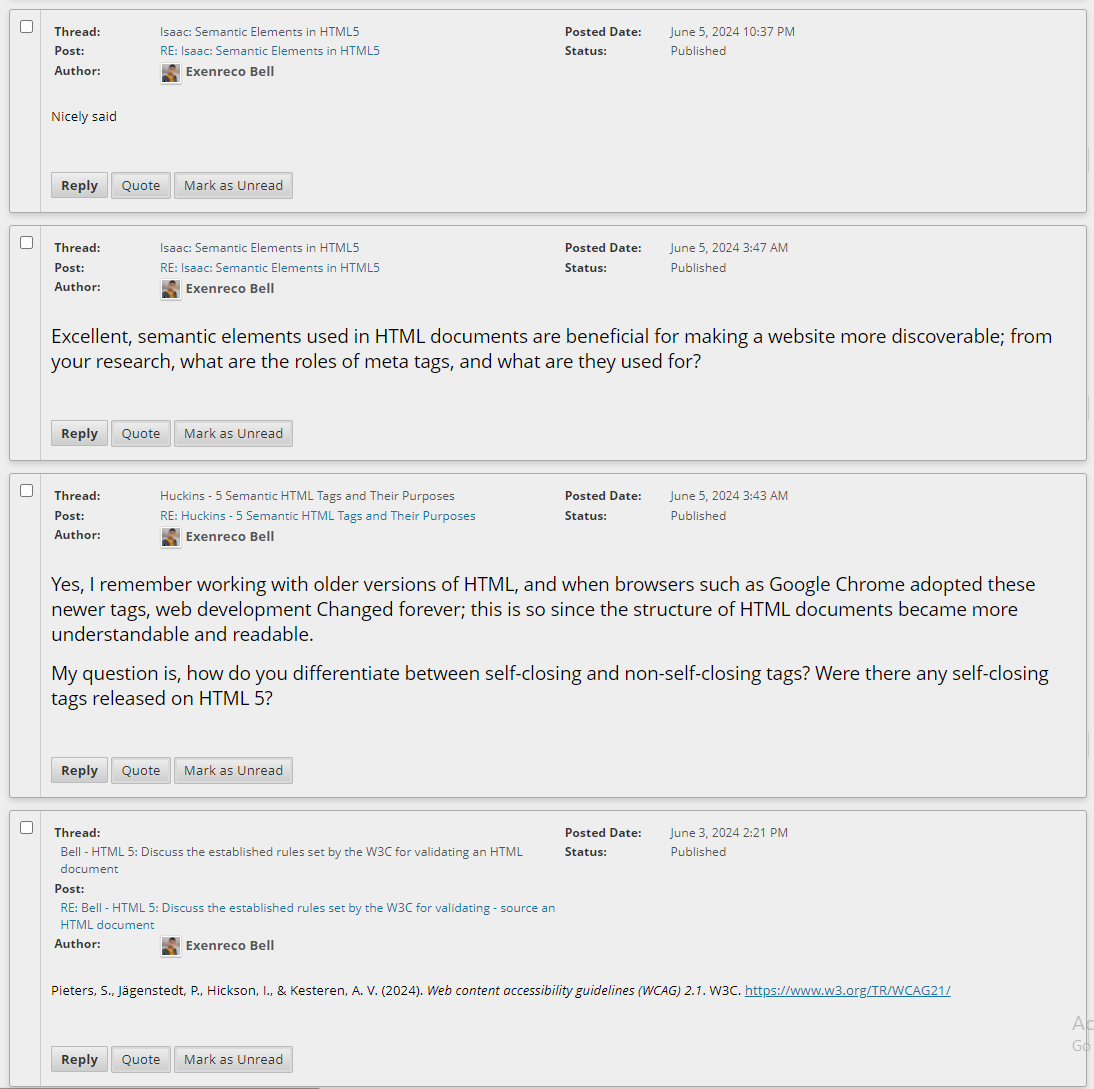 Thread: Isaac: Semantic Elements in HTML5 Posted Date: June 5, 2024 10:37 PM
Post: RE: Isaac: Semantic Elements in HTML5 Status: Published
Author: Exenreco Bell
Nicely said
Reply Quote Mark as Unread
Thread: Isaac: Semantic Elements in HTML5 Posted Date: June 5, 2024 3:47 AM
Post: RE: Isaac: Semantic Elements in HTML5 Status: Published
Author: Exenreco Bell
Excellent, semantic elements used in HTML documents are beneficial for making a website more discoverable; from
your research, what are the roles of meta tags, and what are they used for?
Reply Quote Mark as Unread
Thread: Huckins - 5 Semantic HTML Tags and Their Purposes Posted Date: June 5, 2024 3:43 AM
Post: RE: Huckins - 5 Semantic HTML Tags and Their Purposes Status: Published
Author: Exenreco Bell
Yes, I remember working with older versions of HTML, and when browsers such as Google Chrome adopted these
newer tags, web development Changed forever; this is so since the structure of HTML documents became more
understandable and readable.
My question is, how do you differentiate between self-closing and non-self-closing tags? Were there any self-closing
tags released on HTML 5?
Reply Quote Mark as Unread
Thread: Posted Date: June 3, 2024 2:21 PM
Bell - HTML 5: Discuss the established rules set by the W3C for validating an HTML Status: Published
document
Post:
RE: Bell - HTML 5: Discuss the established rules set by the W3C for validating - source an
HTML document
Author: Exenreco Bell
Pieters, S., Jägenstedt, P., Hickson, I., & Kesteren, A. V. (2024). Web content accessibility guidelines (WCAG) 2.1. W3C. https://www.w3.org/TR/WCAG21/
Ac
Go
Reply Quote Mark as Unread